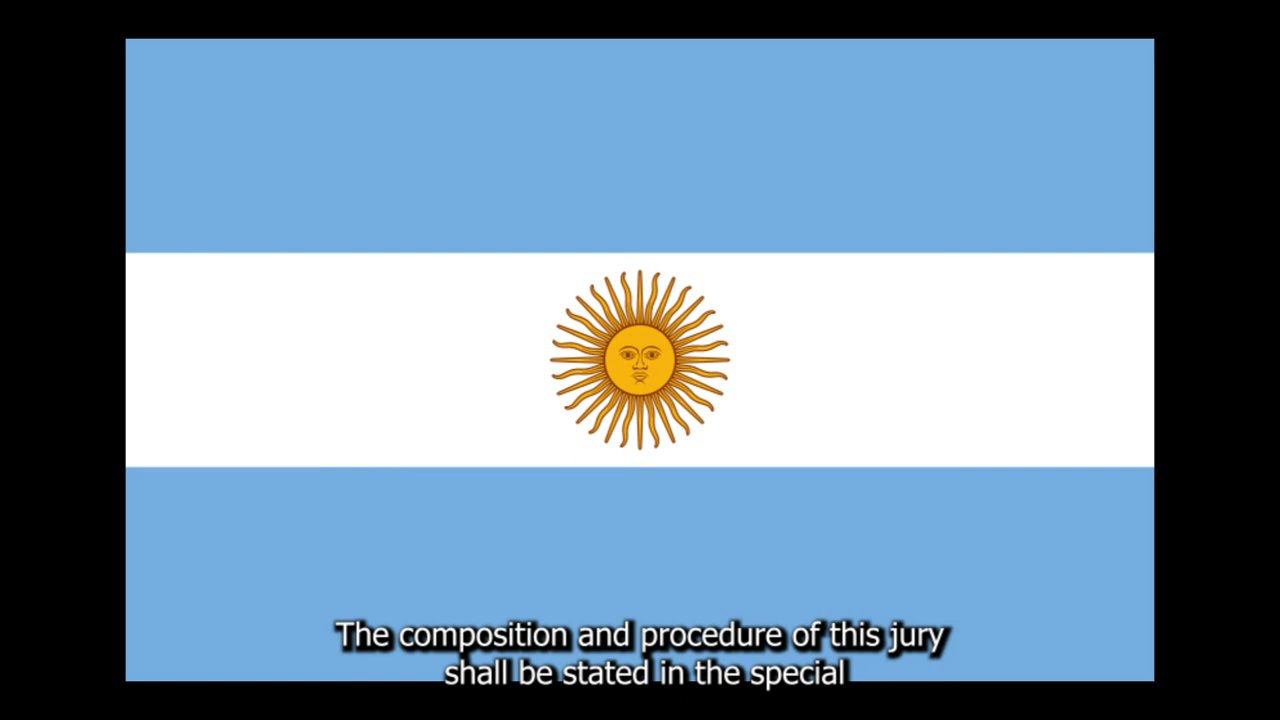 The composition and procedure of this jury
shall be stated in the special